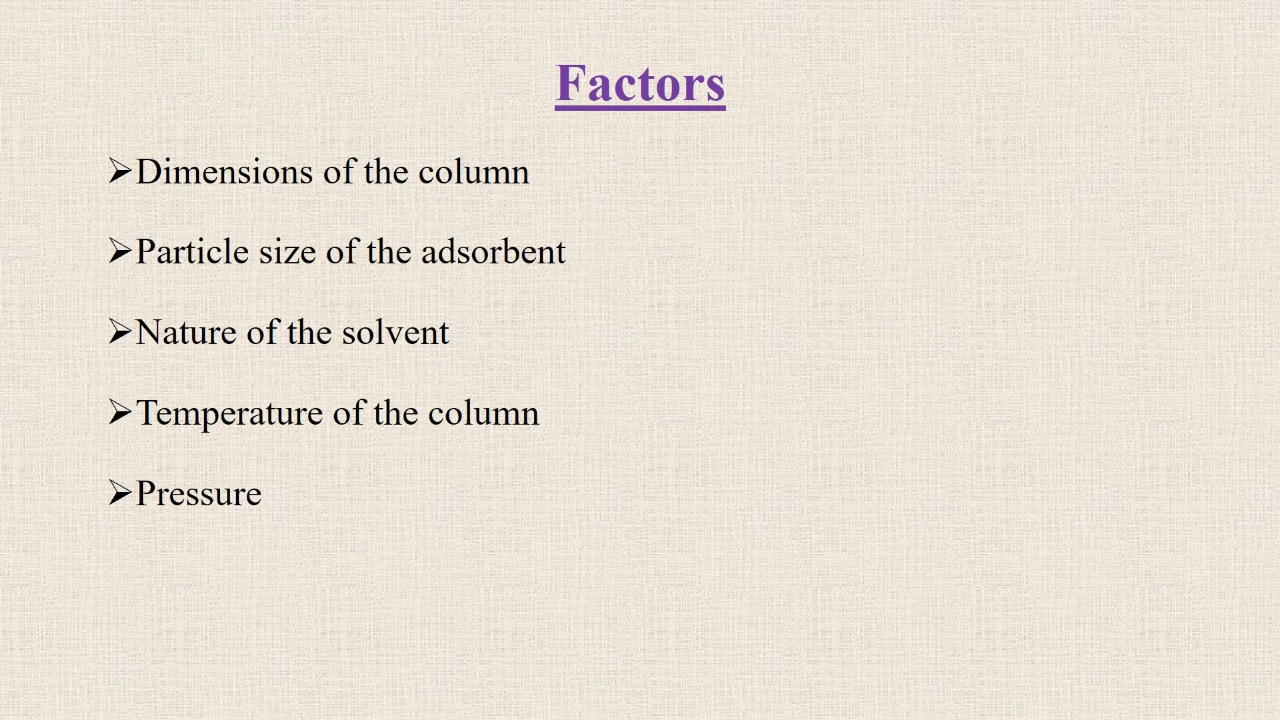 Factors
➢Dimensions of the column
➢Particle size of the adsorbent
➢Nature of the solvent
➢Temperature of the column
➢Pressure